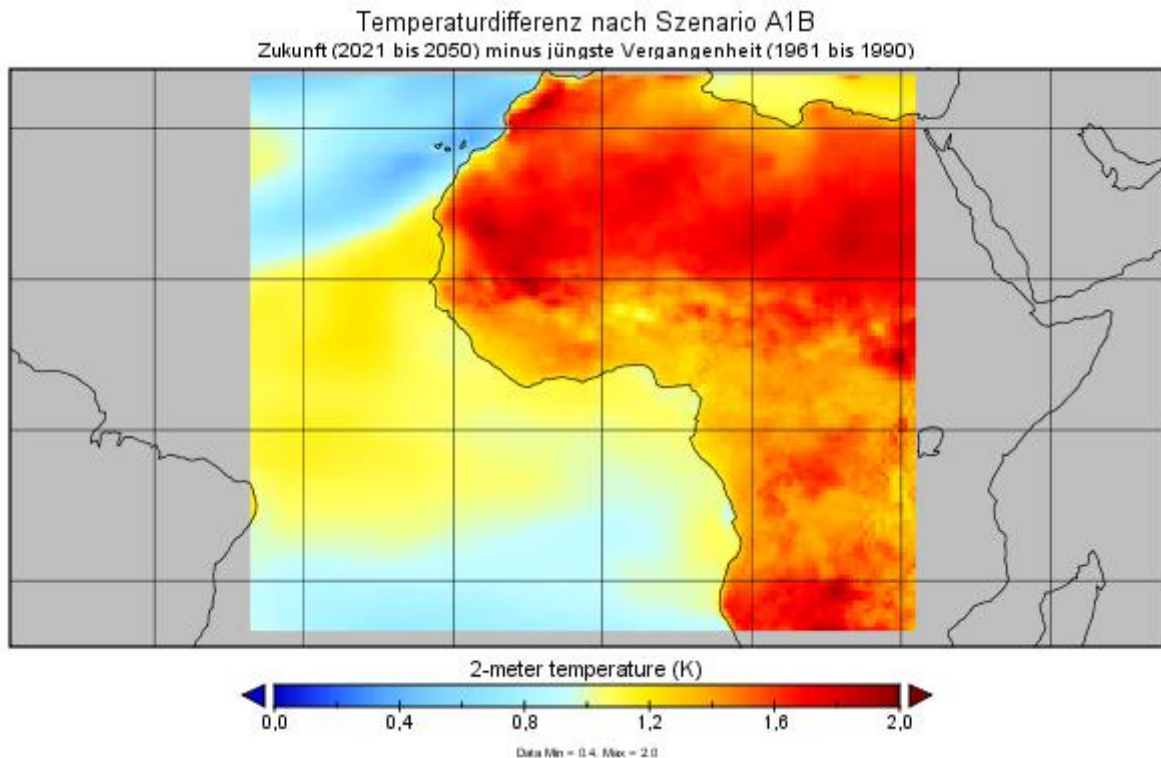 Temperaturdifferenz nach Szenario A1B
Zukunft (2021 bis 2050) minus jüngste Vergangenheit (1961 bis 1990)
2-meter temperature (K)
0,0 0,4 0,8 1,2 1,6 2,0
Data Min = 0.4, Max = 2.0